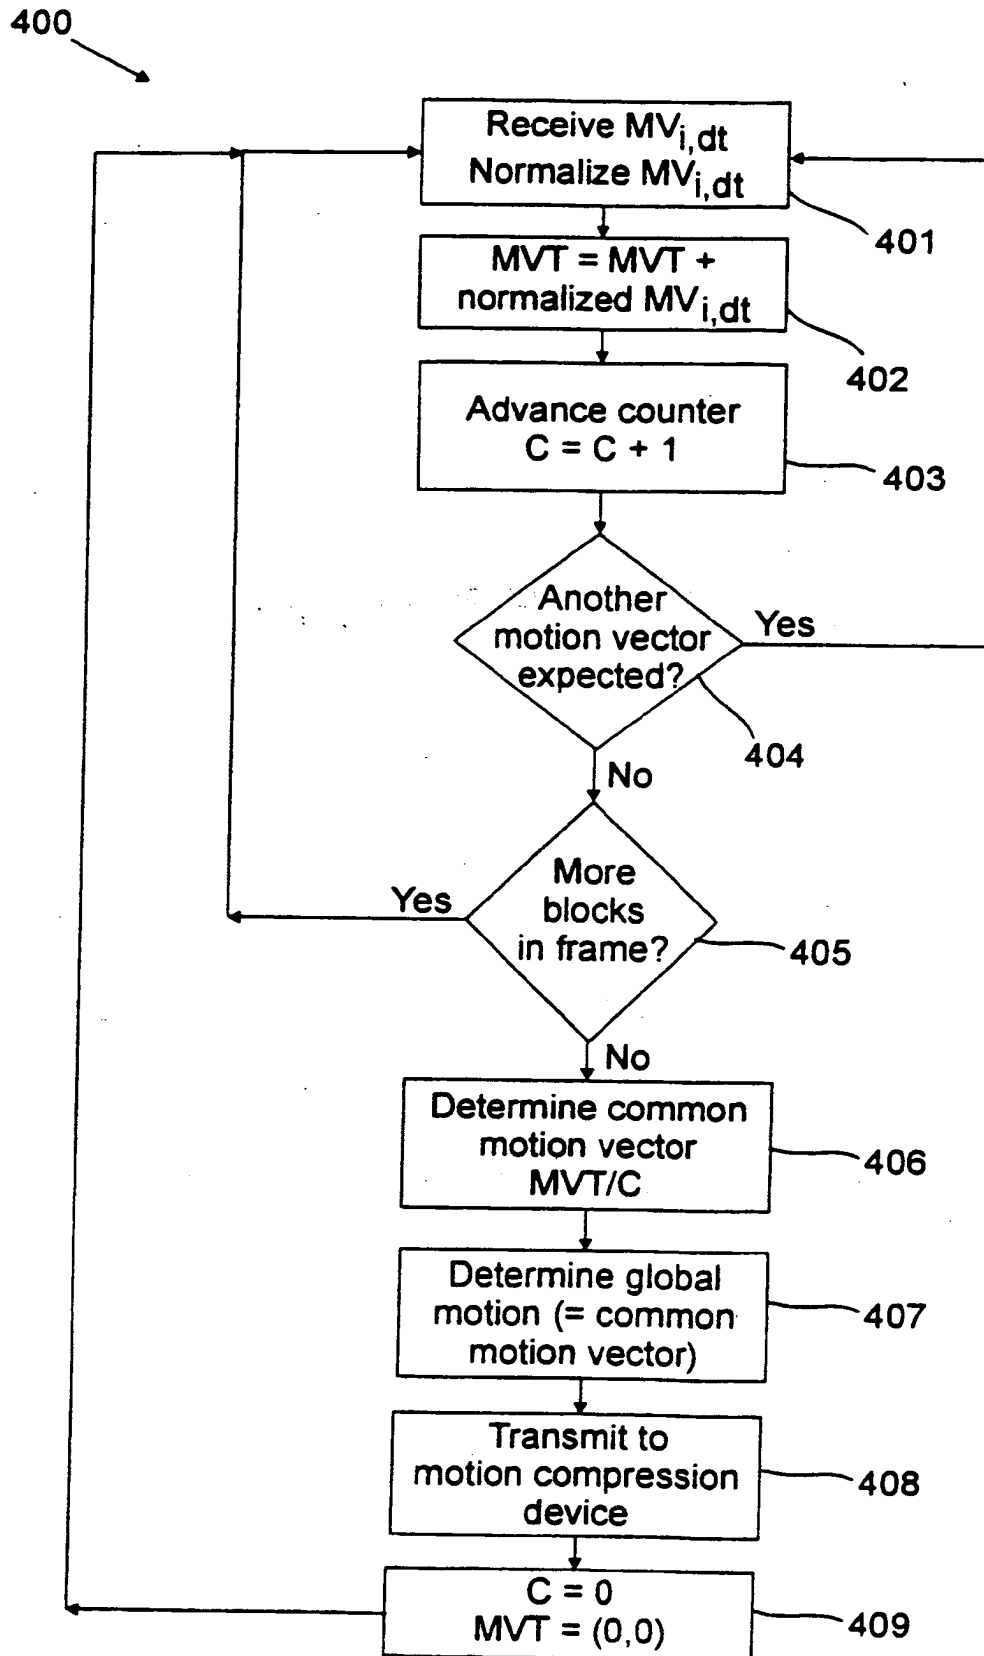 400
Receive MVi,dt
Normalize MVi,dt
401
MVT = MVT +
normalized MVi,dt
402
Advance counter
C = C + 1
403
Another
motion vector
expected?
Yes
404
No
More
blocks
in frame?
Yes
405
No
Determine common
motion vector
MVT/C
406
Determine global
motion (= common
motion vector)
407
Transmit to
motion compression
device
408
C = 0
MVT = (0,0)
409